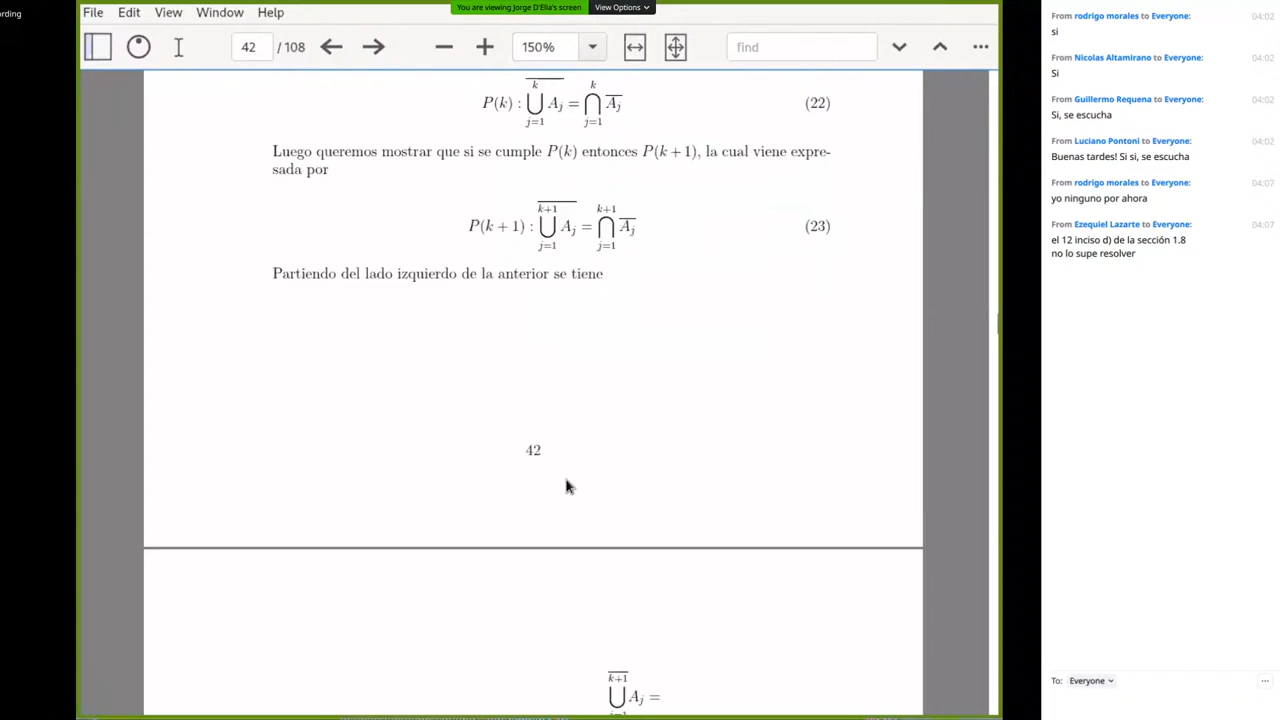 ording
You are viewing Jorge D'Elia's screen View Options
File Edit View Window Help
42 / 108 150% find
P(k) : \overline{\bigcup_{j=1}^{k} A_j} = \bigcap_{j=1}^{k} \overline{A_j} (22)
Luego queremos mostrar que si se cumple P(k) entonces P(k + 1), la cual viene expre-
sada por
P(k + 1) : \overline{\bigcup_{j=1}^{k+1} A_j} = \bigcap_{j=1}^{k+1} \overline{A_j} (23)
Partiendo del lado izquierdo de la anterior se tiene
42
\overline{\bigcup_{j=1}^{k+1}} A_j =
From rodrigo morales to Everyone: 04:02
si
From Nicolas Altamirano to Everyone: 04:02
Si
From Guillermo Requena to Everyone: 04:02
Si, se escucha
From Luciano Pontoni to Everyone: 04:02
Buenas tardes! Si si, se escucha
From rodrigo morales to Everyone: 04:07
yo ninguno por ahora
From Ezequiel Lazarte to Everyone: 04:07
el 12 inciso d) de la sección 1.8
no lo supe resolver
To: Everyone